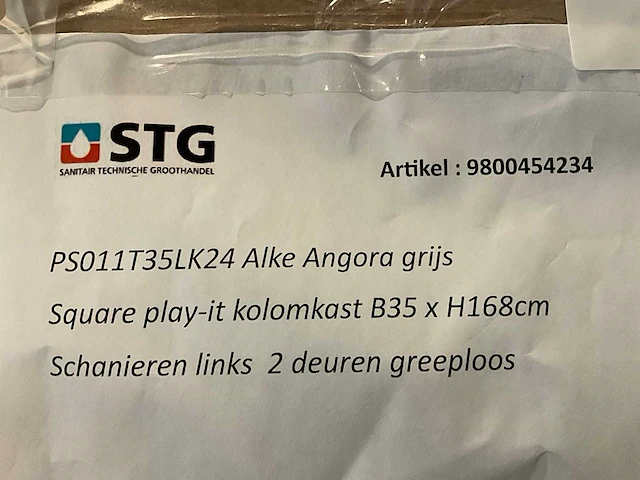 STG
SANITAIR TECHNISCHE GROOTHANDEL
Artikel : 9800454234
PS011T35LK24 Alke Angora grijs
Square play-it kolomkast B35 x H168cm
Schanieren links 2 deuren greeploos